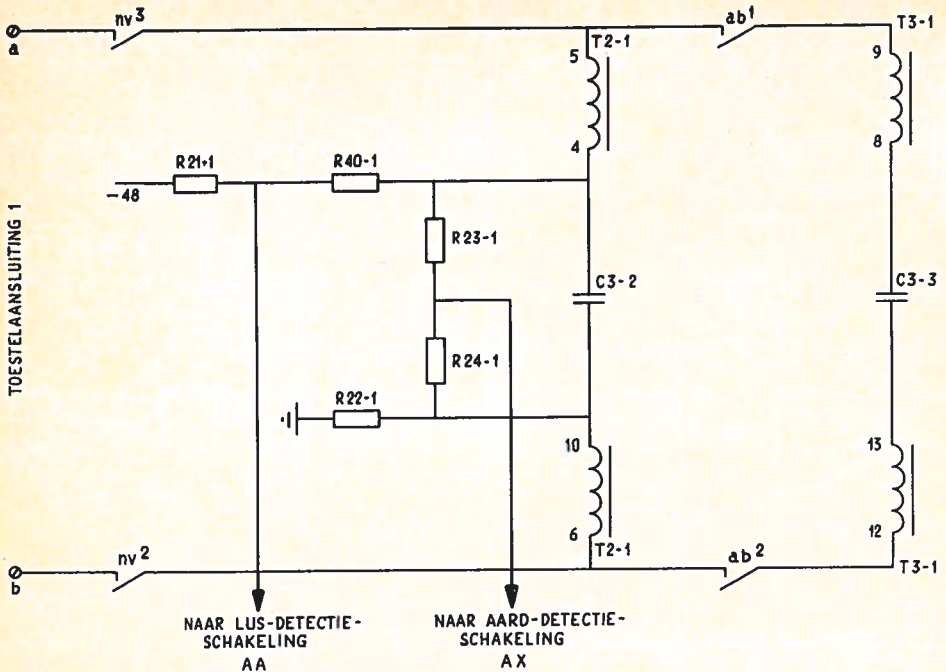 nv3
ab1
T3-1
a
T2-1
5
9
4
8
R21-1
R40-1
-48
TOESTELAANSLUITING 1
R23-1
C3-2
C3-3
R24-1
R22-1
10
13
6
12
nv2
T2-1
ab2
T3-1
b
NAAR LUS-DETECTIE-
SCHAKELING
AA
NAAR AARD-DETECTIE-
SCHAKELING
AX